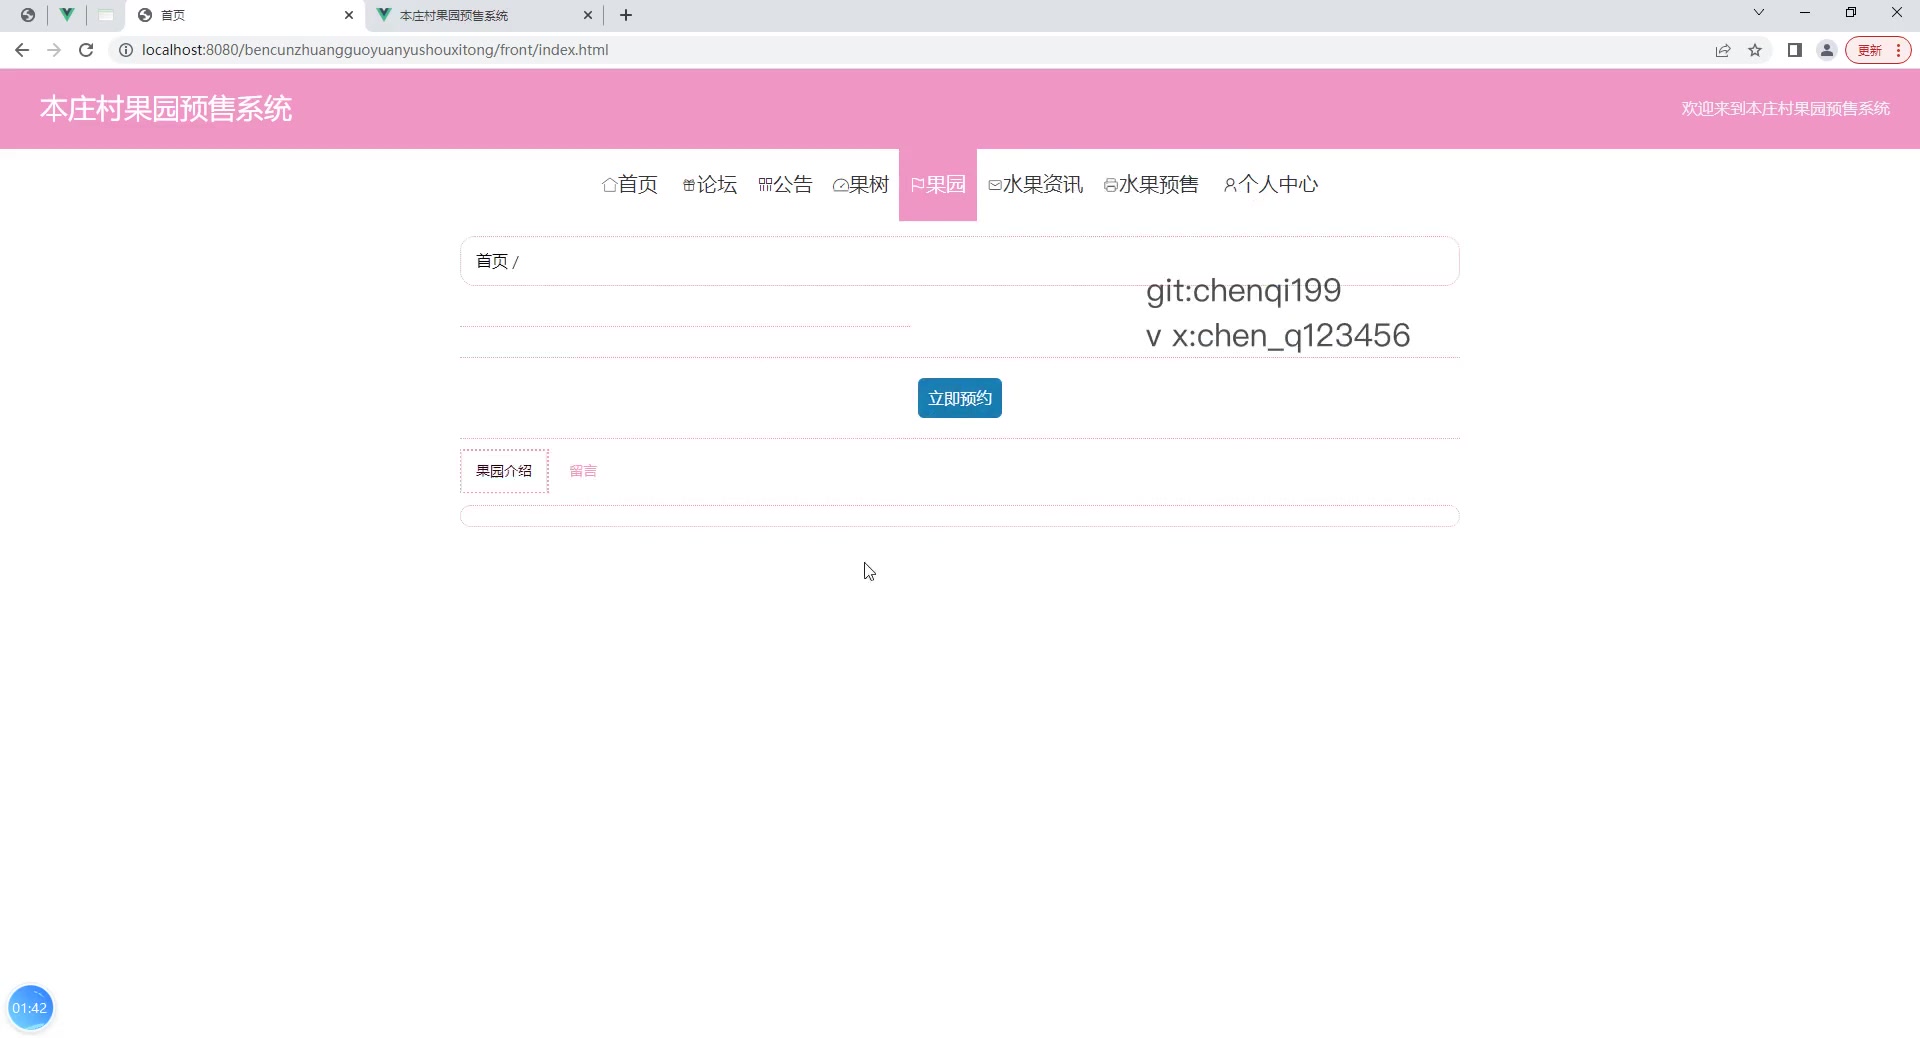 首页
本庄村果园预售系统
localhost:8080/bencunzhuangguoyuanyushouxitong/front/index.html
更新
本庄村果园预售系统
欢迎来到本庄村果园预售系统
首页 论坛 公告 果树 果园 水果资讯 水果预售 个人中心
首页 /
git:chenqi199
v x:chen_q123456
立即预约
果园介绍 留言
01:42